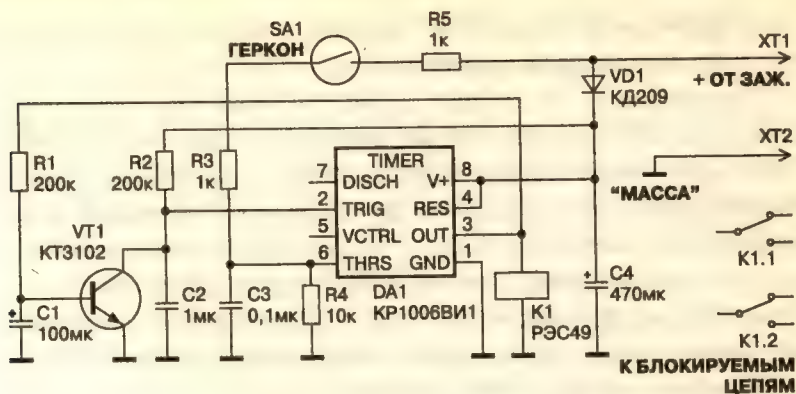 SA1
ГЕРКОН
R5
1к
XT1
+ ОТ ЗАЖ.
VD1
КД209
R1
200к
R2
200к
R3
1к
TIMER
7
DISCH
V+
8
2
TRIG
RES
4
5
VCTRL
OUT
3
6
THRS
GND
1
XT2
"МАССА"
VT1
КТ3102
K1.1
+
C1
100мк
C2
1мк
C3
0,1мк
R4
10к
DA1
КР1006ВИ1
K1
РЭС49
+
C4
470мк
K1.2
К БЛОКИРУЕМЫМ
ЦЕПЯМ